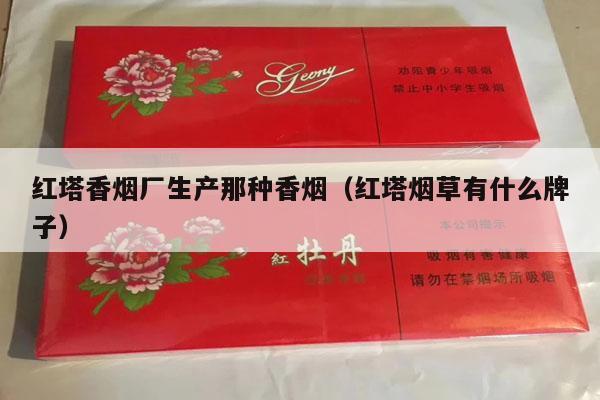 Geony
劝阻青少年吸烟
禁止中小学生吸烟
红塔香烟厂生产那种香烟（红塔烟草有什么牌
子）
本公司提示
紅 牡丹
吸烟有害健康
请勿在禁烟场所吸烟